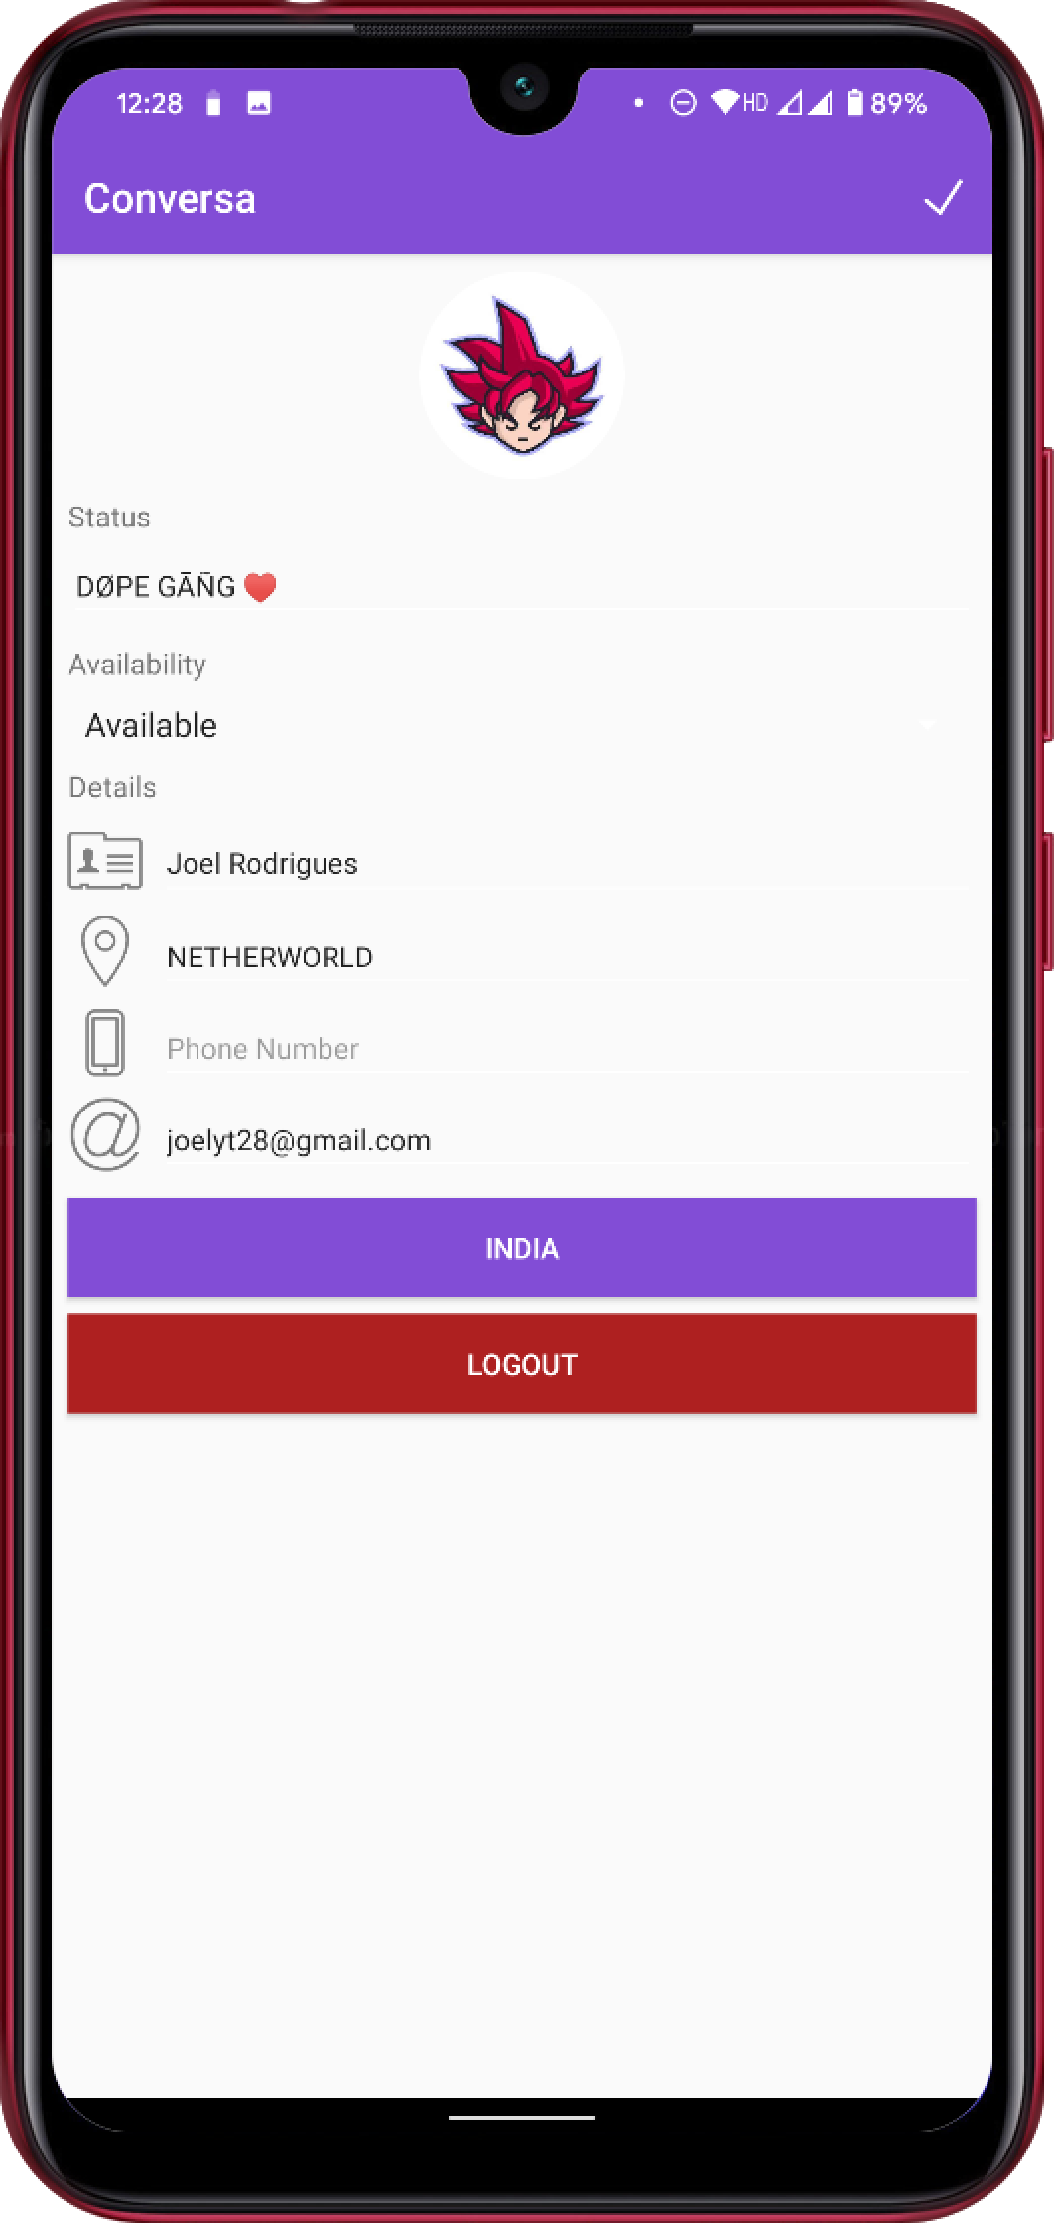 12:28
HD
89%
Conversa
Status
DØPE GĀÑG ❤️
Availability
Available
Details
Joel Rodrigues
NETHERWORLD
Phone Number
joelyt28@gmail.com
INDIA
LOGOUT